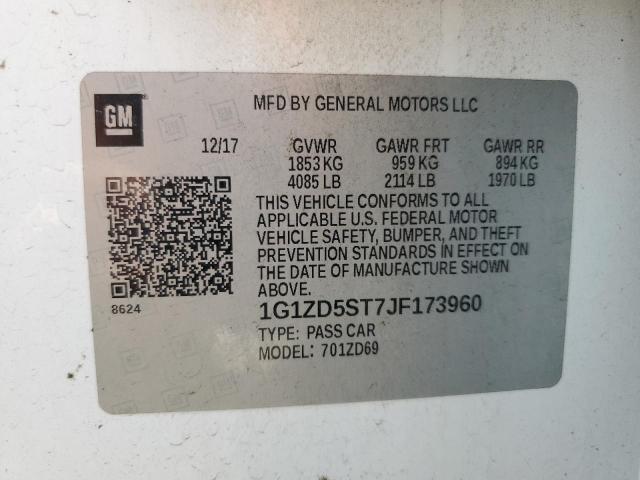 GM
MFD BY GENERAL MOTORS LLC
12/17 GVWR GAWR FRT GAWR RR
1853 KG 959 KG 894 KG
4085 LB 2114 LB 1970 LB
THIS VEHICLE CONFORMS TO ALL
APPLICABLE U.S. FEDERAL MOTOR
VEHICLE SAFETY, BUMPER, AND THEFT
PREVENTION STANDARDS IN EFFECT ON
THE DATE OF MANUFACTURE SHOWN
ABOVE.
8624
1G1ZD5ST7JF173960
TYPE: PASS CAR
MODEL: 701ZD69